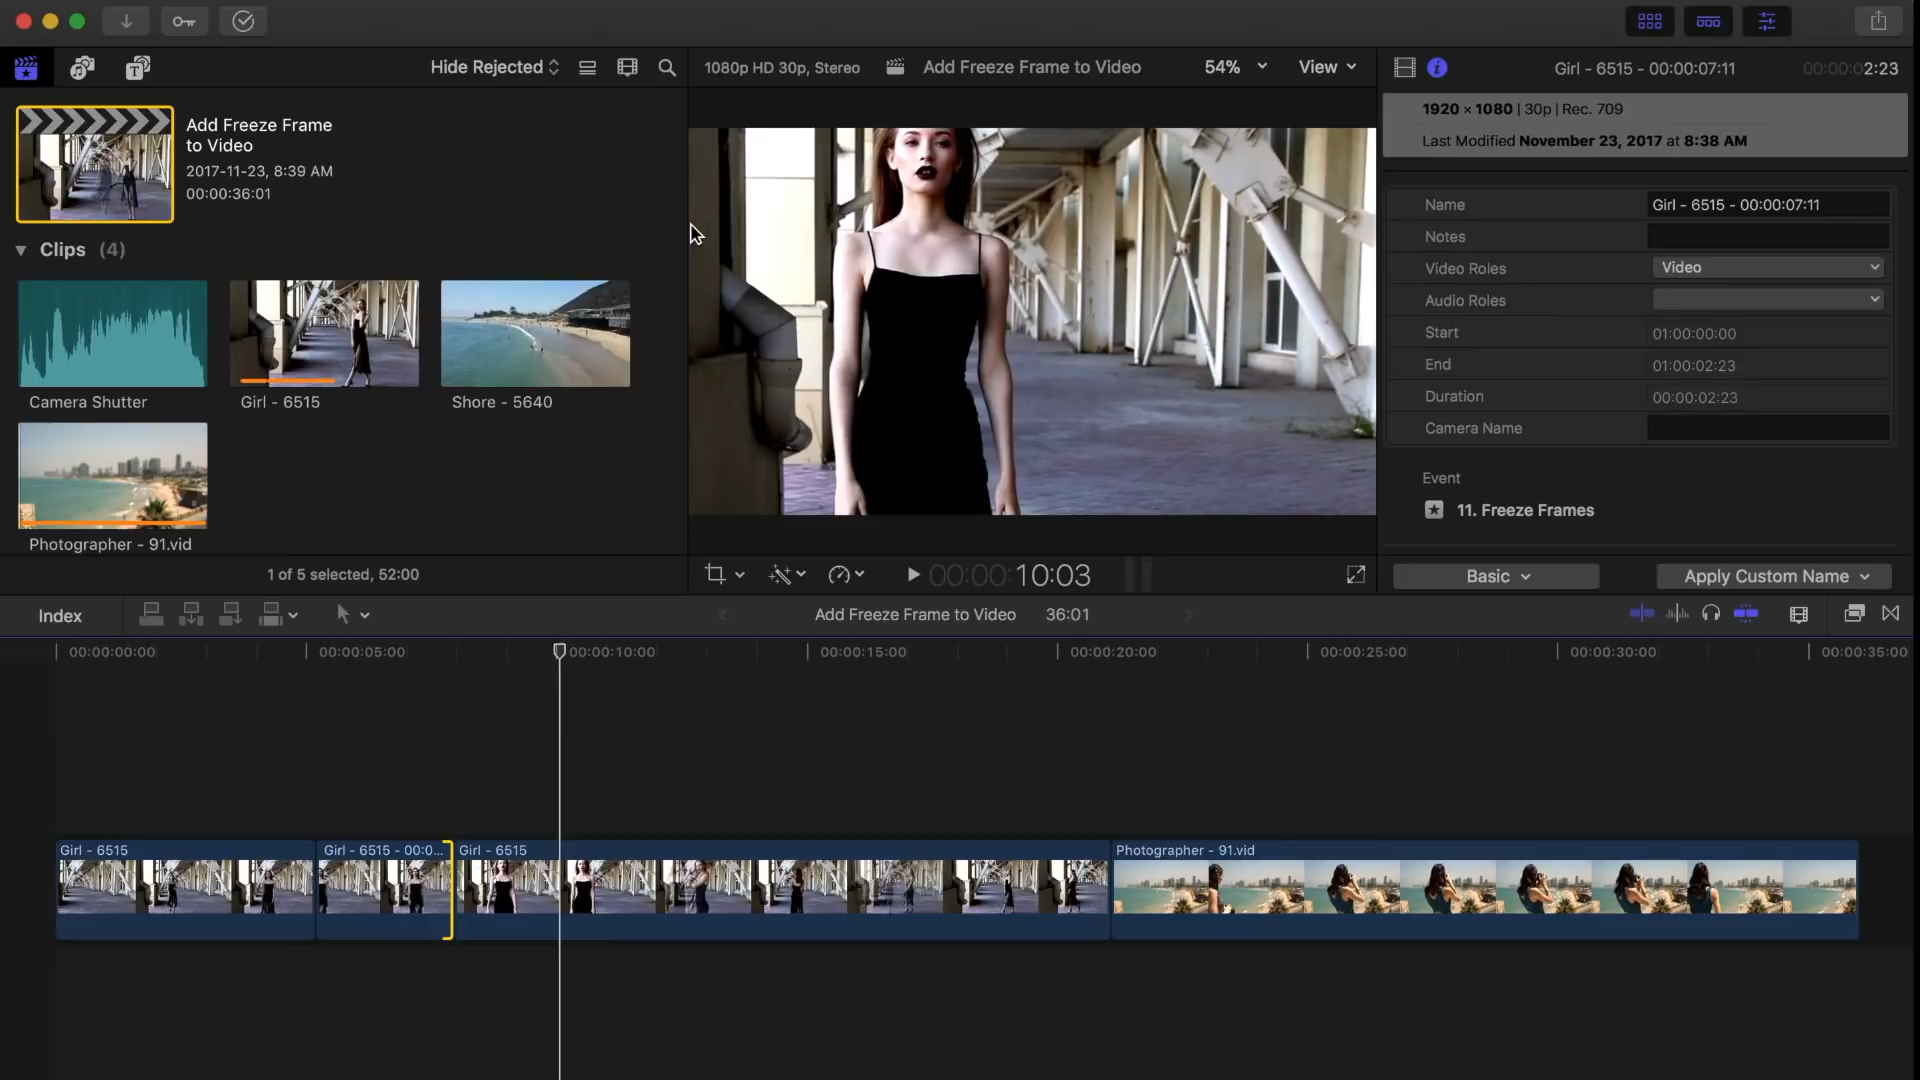 Hide Rejected
1080p HD 30p, Stereo
Add Freeze Frame to Video
54%
View
Girl - 6515 - 00:00:07:11
00:00:02:23
Add Freeze Frame
to Video
2017-11-23, 8:39 AM
00:00:36:01
1920 × 1080 | 30p | Rec. 709
Last Modified November 23, 2017 at 8:38 AM
Clips (4)
Camera Shutter
Girl - 6515
Shore - 5640
Photographer - 91.vid
Name
Girl - 6515 - 00:00:07:11
Notes
Video Roles
Video
Audio Roles
Start
01:00:00:00
End
01:00:02:23
Duration
00:00:02:23
Camera Name
Event
11. Freeze Frames
1 of 5 selected, 52:00
00:00:10:03
Basic
Apply Custom Name
Index
Add Freeze Frame to Video
36:01
00:00:00:00
00:00:05:00
00:00:10:00
00:00:15:00
00:00:20:00
00:00:25:00
00:00:30:00
00:00:35:00
Girl - 6515
Girl - 6515 - 00:0...
Girl - 6515
Photographer - 91.vid